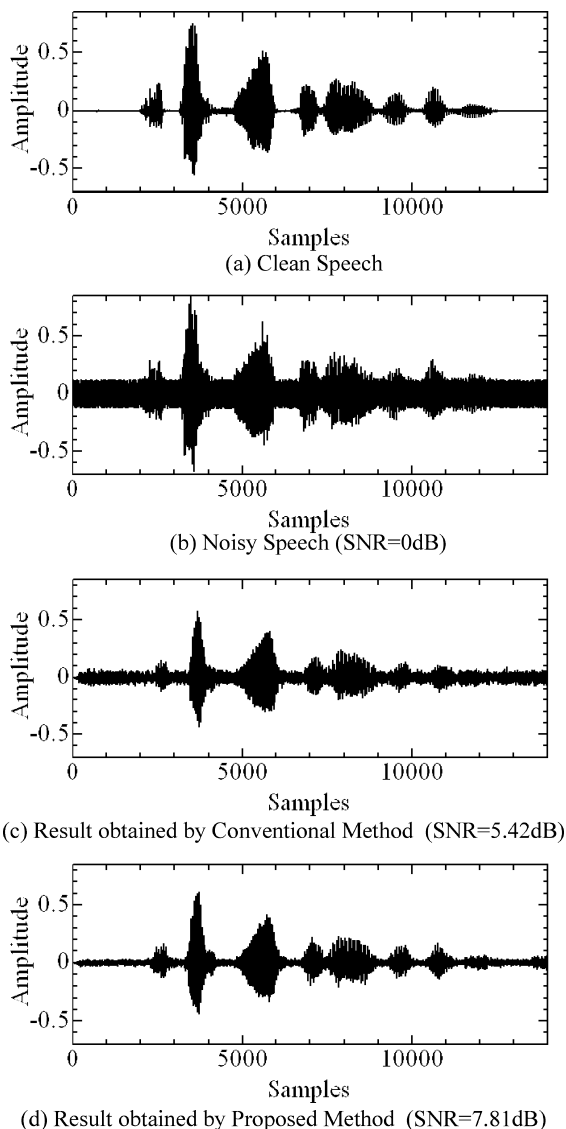 Amplitude
0.5
0
-0.5
0
5000
10000
Samples
(a) Clean Speech
Amplitude
0.5
0
-0.5
0
5000
10000
Samples
(b) Noisy Speech (SNR=0dB)
Amplitude
0.5
0
-0.5
0
5000
10000
Samples
(c) Result obtained by Conventional Method (SNR=5.42dB)
Amplitude
0.5
0
-0.5
0
5000
10000
Samples
(d) Result obtained by Proposed Method (SNR=7.81dB)